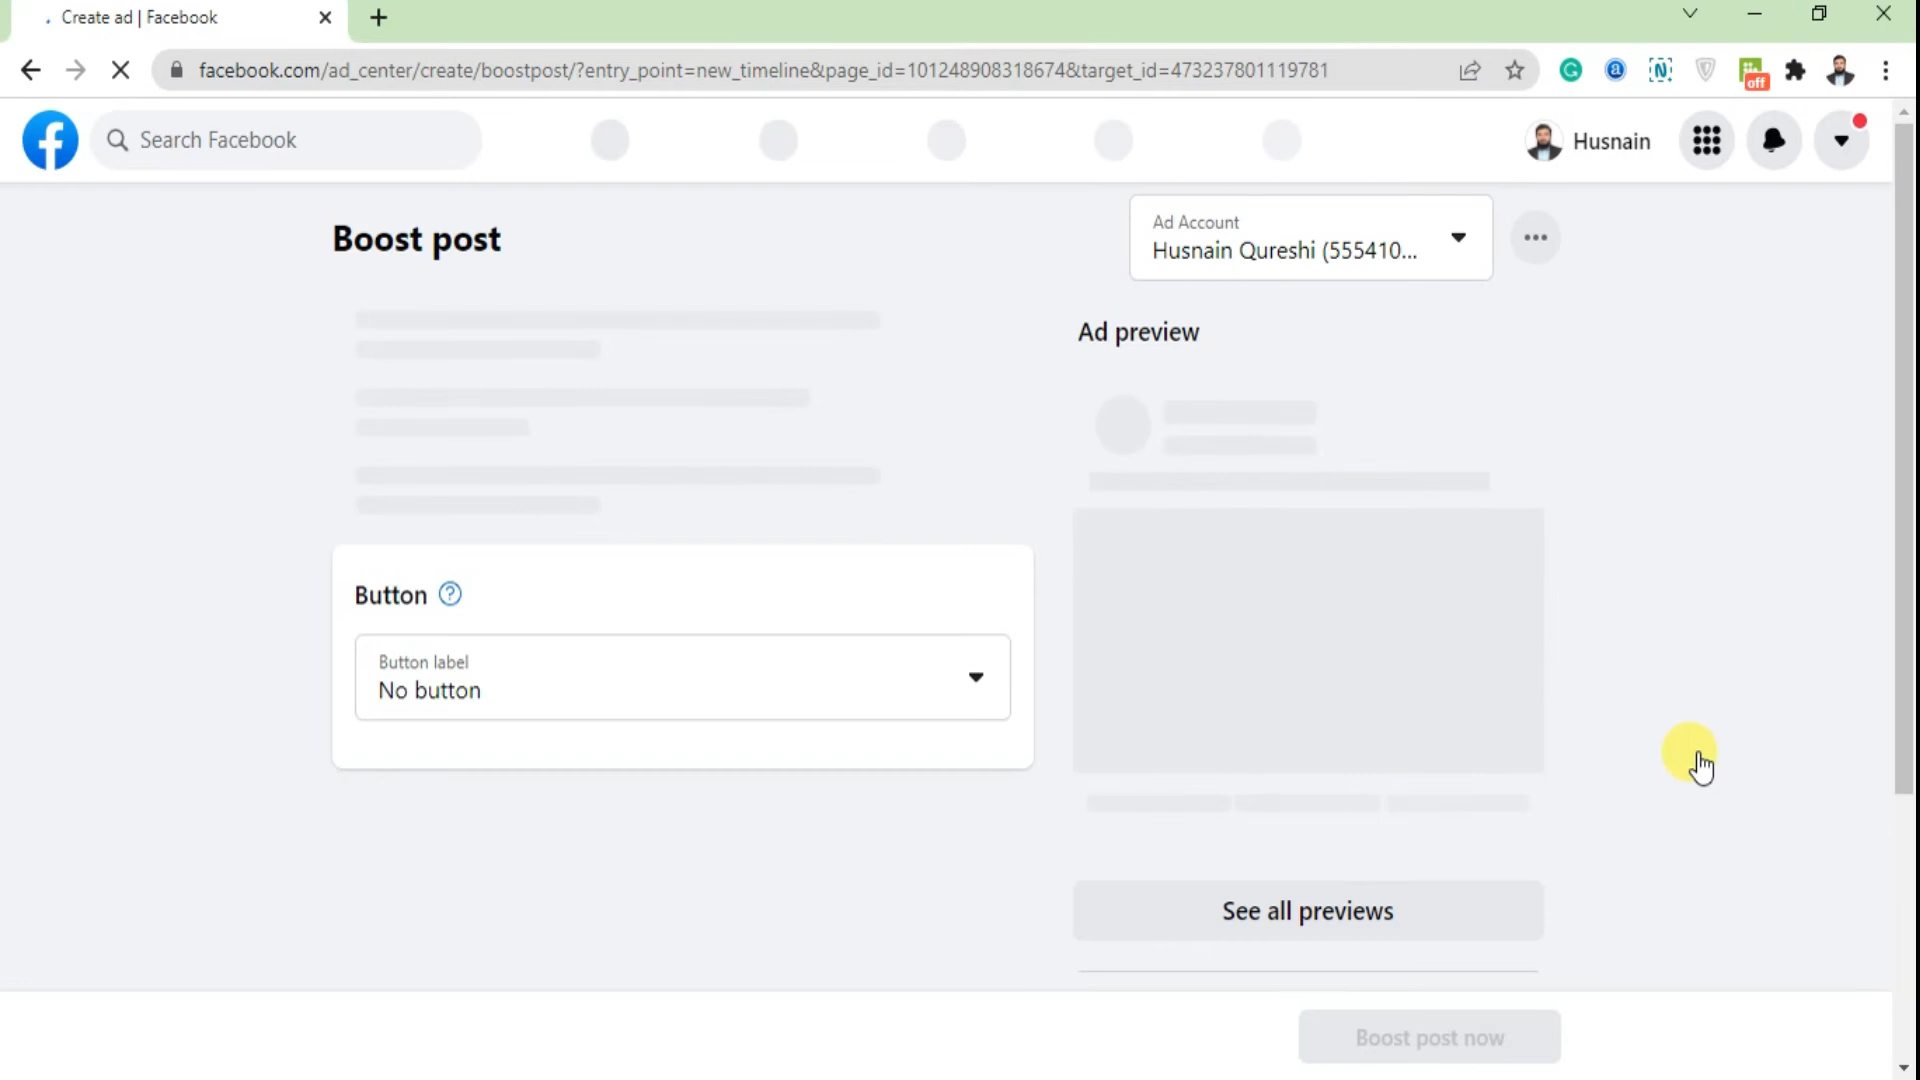 Create ad | Facebook
facebook.com/ad_center/create/boostpost/?entry_point=new_timeline&page_id=101248908318674&target_id=473237801119781
off
Search Facebook
Husnain
Boost post
Ad Account
Husnain Qureshi (555410...
Ad preview
Button
Button label
No button
See all previews
Boost post now